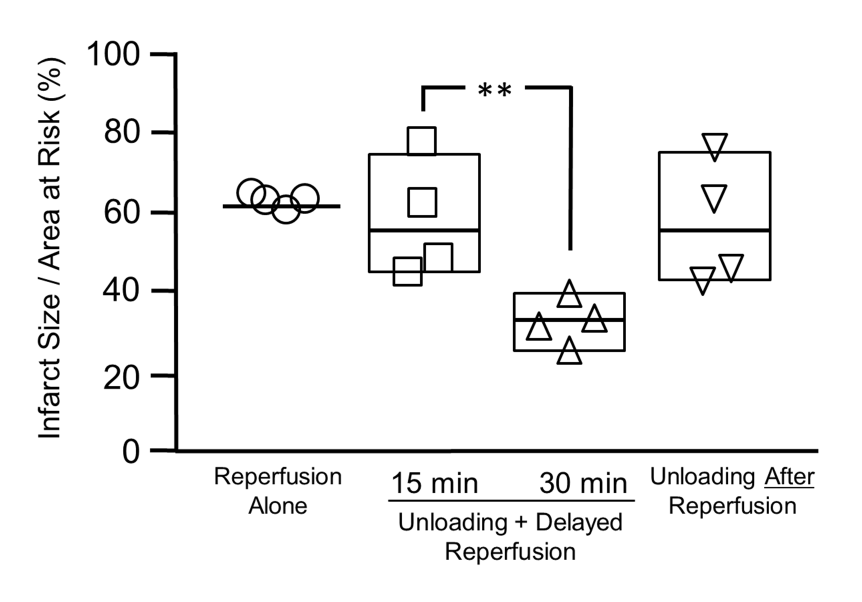 Infarct Size / Area at Risk (%)
100
80
60
40
20
0
**
Reperfusion
Alone
15 min
30 min
Unloading + Delayed
Reperfusion
Unloading After
Reperfusion